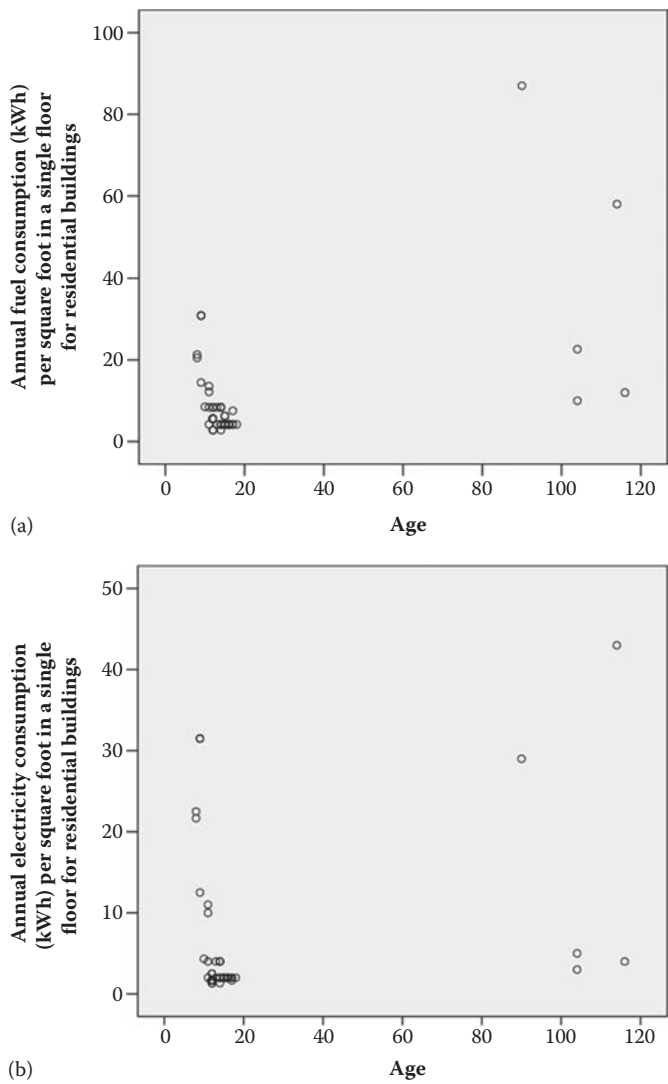 Annual fuel consumption (kWh)
per square foot in a single floor
for residential buildings
100
80
60
40
20
0
0 20 40 60 80 100 120
Age
(a)
Annual electricity consumption
(kWh) per square foot in a single
floor for residential buildings
50
40
30
20
10
0
0 20 40 60 80 100 120
Age
(b)